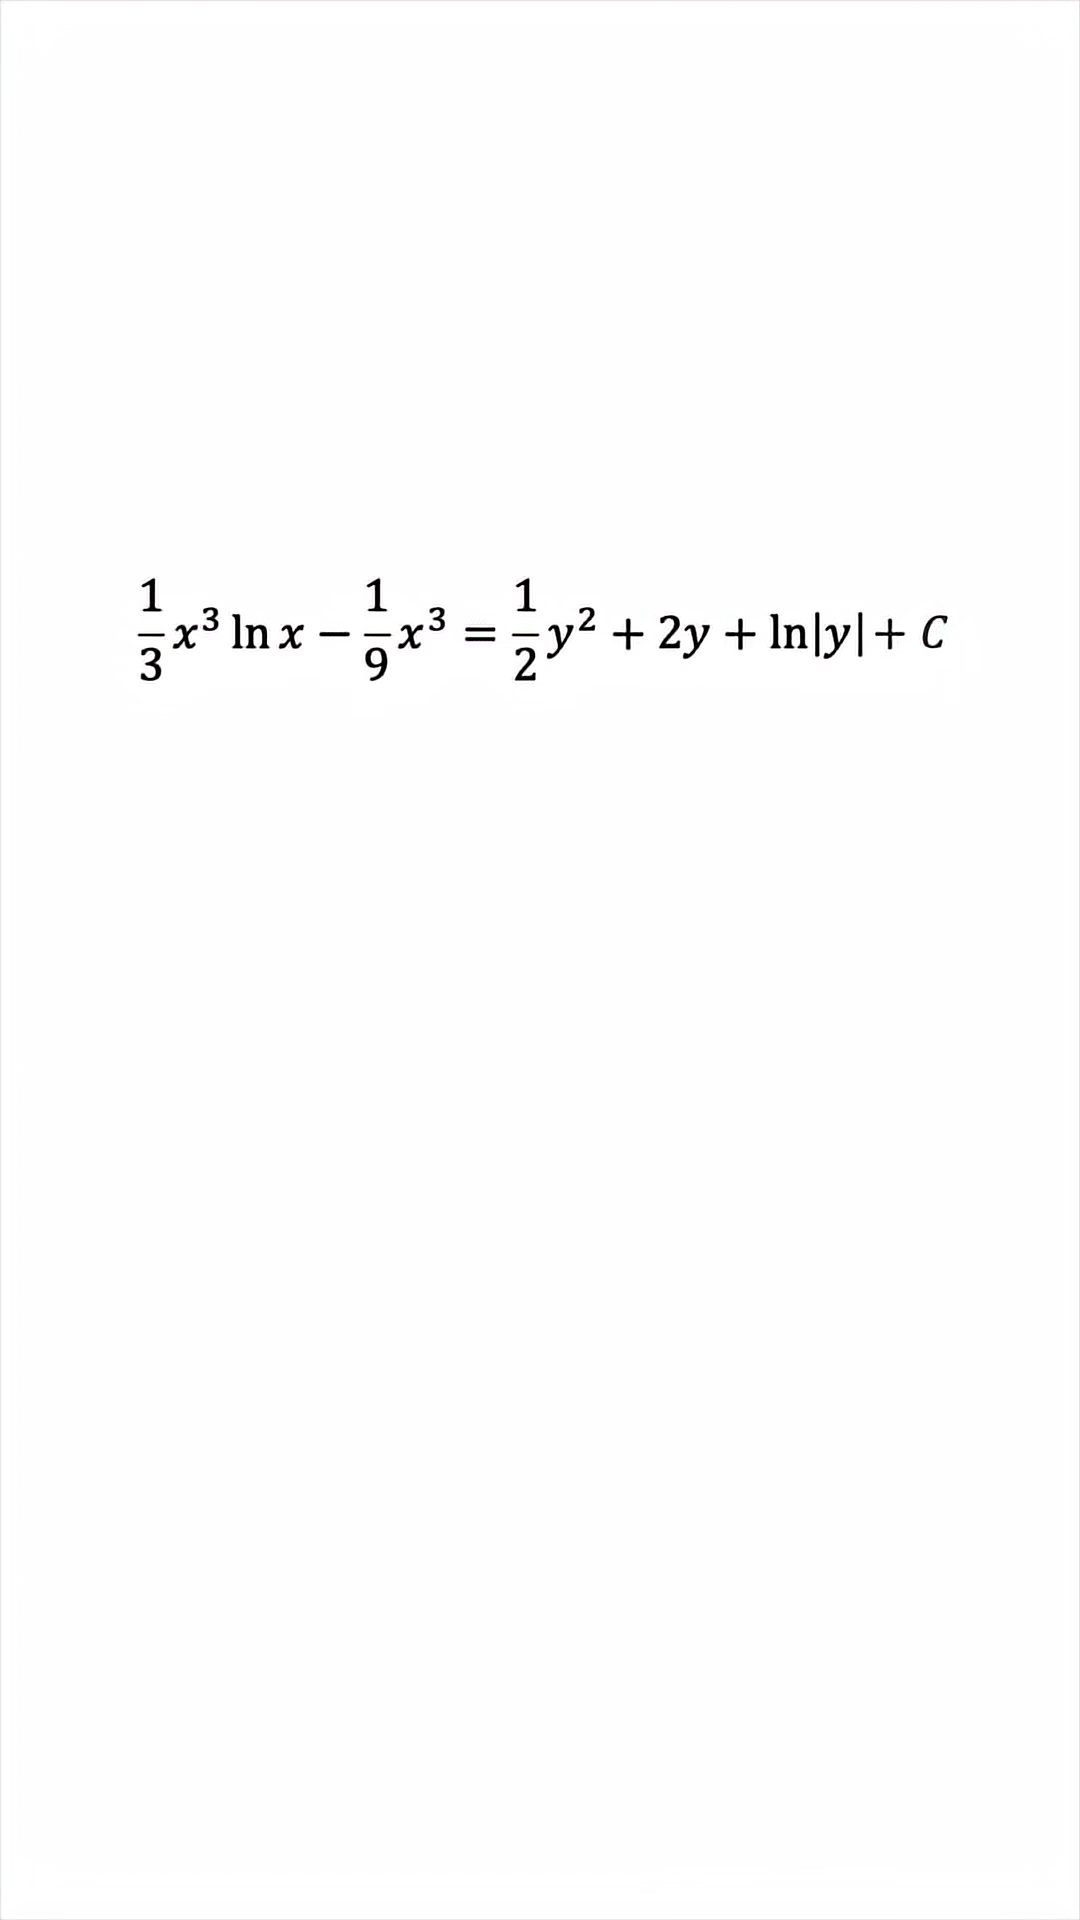 1/3 x³ ln x − 1/9 x³ = 1/2 y² + 2y + ln|y| + C